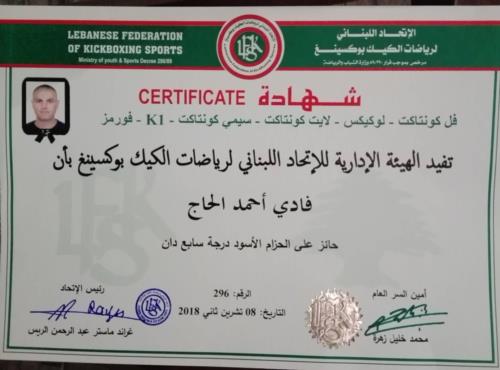 LEBANESE FEDERATION
OF KICKBOXING SPORTS
Ministry of youth & Sports Decree 266/89
الإتحاد اللبناني
لرياضات الكيك بوكسينغ
LFKS
CERTIFICATE شهادة
فل كونتاكت - لوكيكس - لايت كونتاكت - سيمي كونتاكت - K1 - فورمز
تفيد الهيئة الإدارية للإتحاد اللبناني لرياضات الكيك بوكسينغ بأن
فادي أحمد الحاج
حائز على الحزام الأسود درجة سابع دان
أمين السر العام
محمد خليل زهرة
الرقم: 296
التاريخ: 08 تشرين ثاني 2018
رئيس الإتحاد
غراند ماستر عبد الرحمن الريس